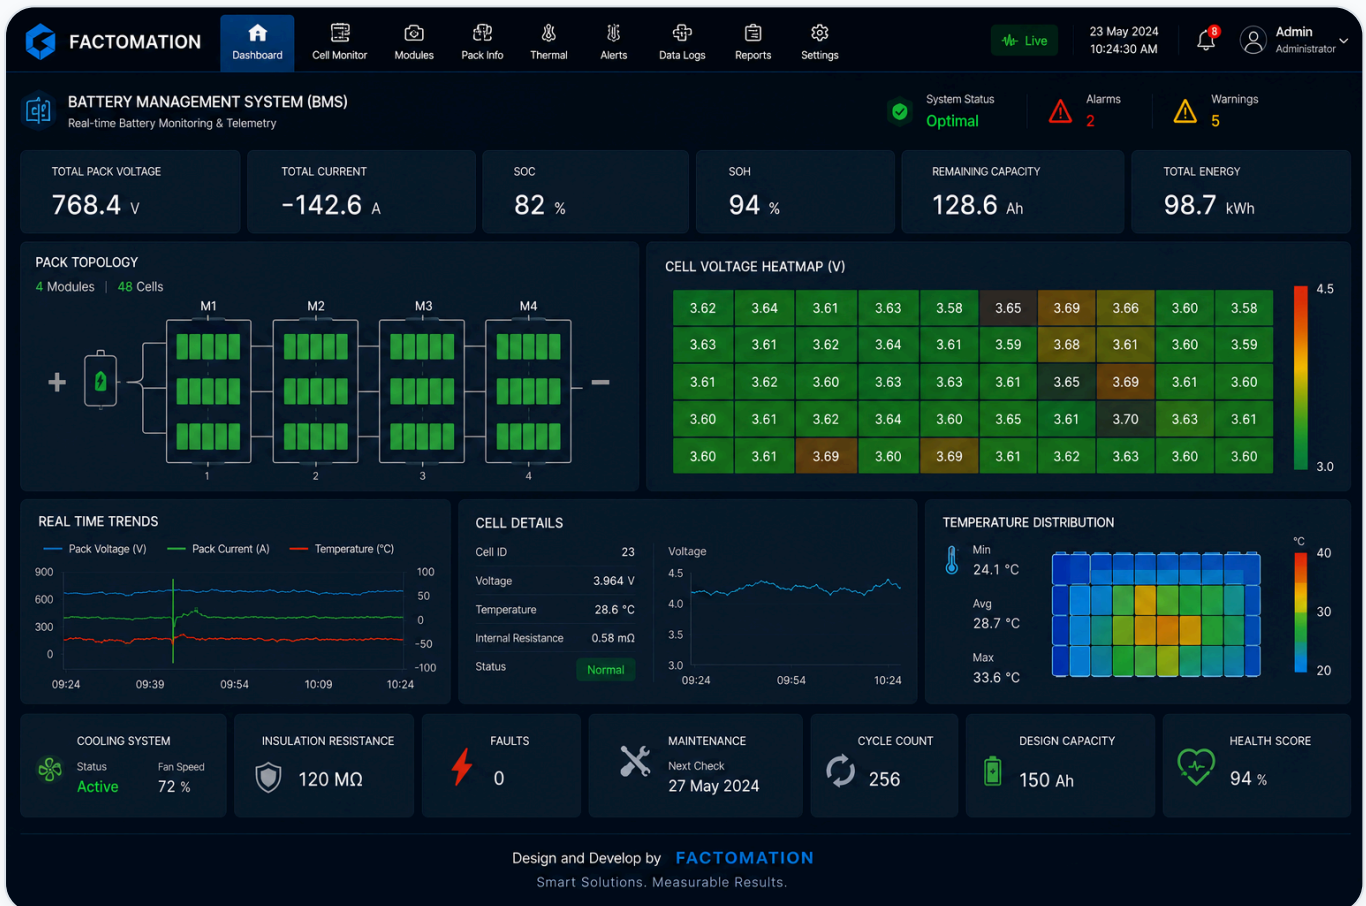 FACTOMATION
Dashboard
Cell Monitor
Modules
Pack Info
Thermal
Alerts
Data Logs
Reports
Settings
Live
23 May 2024
10:24:30 AM
8
Admin
Administrator
BATTERY MANAGEMENT SYSTEM (BMS)
Real-time Battery Monitoring & Telemetry
System Status
Optimal
Alarms
2
Warnings
5
TOTAL PACK VOLTAGE
768.4 V
TOTAL CURRENT
-142.6 A
SOC
82 %
SOH
94 %
REMAINING CAPACITY
128.6 Ah
TOTAL ENERGY
98.7 kWh
PACK TOPOLOGY
4 Modules | 48 Cells
M1 M2 M3 M4
+ −
1 2 3 4
CELL VOLTAGE HEATMAP (V)
3.62 3.64 3.61 3.63 3.58 3.65 3.69 3.66 3.60 3.58
3.63 3.61 3.62 3.64 3.61 3.59 3.68 3.61 3.60 3.59
3.61 3.62 3.60 3.63 3.63 3.61 3.65 3.69 3.61 3.60
3.60 3.61 3.62 3.64 3.60 3.65 3.61 3.70 3.63 3.61
3.60 3.61 3.69 3.60 3.69 3.61 3.62 3.63 3.60 3.60
4.5
3.0
REAL TIME TRENDS
Pack Voltage (V) Pack Current (A) Temperature (°C)
900 100
600 50
300 0
0 -50
-100
09:24 09:39 09:54 10:09 10:24
CELL DETAILS
Cell ID 23
Voltage 3.964 V
Temperature 28.6 °C
Internal Resistance 0.58 mΩ
Status Normal
Voltage
4.5
4.0
3.5
3.0
09:24 09:54 10:24
TEMPERATURE DISTRIBUTION
Min
24.1 °C
Avg
28.7 °C
Max
33.6 °C
°C
40
30
20
COOLING SYSTEM
Status Fan Speed
Active 72 %
INSULATION RESISTANCE
120 MΩ
FAULTS
0
MAINTENANCE
Next Check
27 May 2024
CYCLE COUNT
256
DESIGN CAPACITY
150 Ah
HEALTH SCORE
94 %
Design and Develop by FACTOMATION
Smart Solutions. Measurable Results.